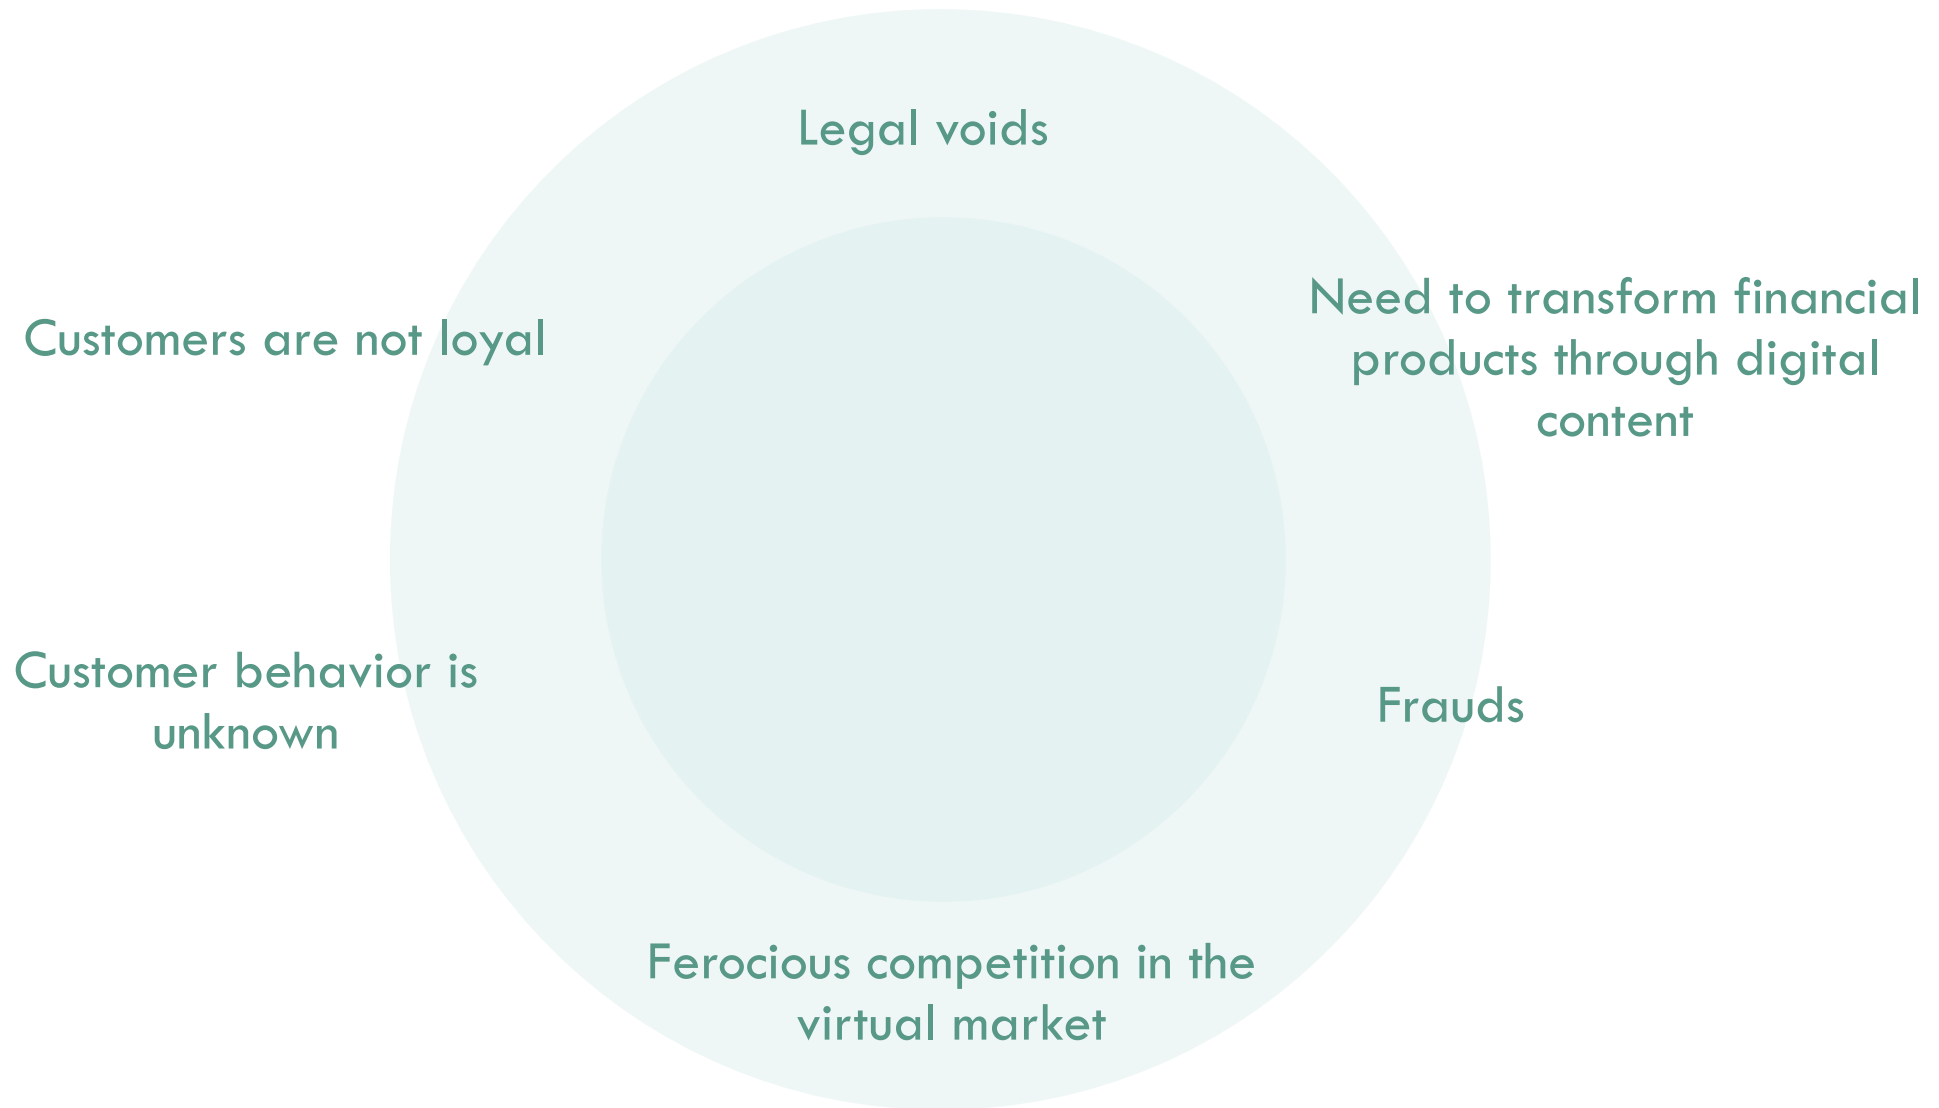 Legal voids
Customers are not loyal
Need to transform financial
products through digital
content
Customer behavior is
unknown
Frauds
Ferocious competition in the
virtual market